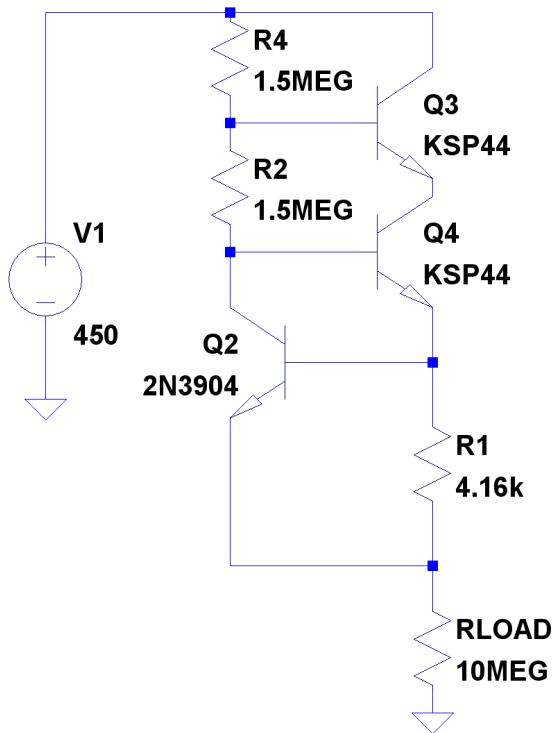 R4
1.5MEG
Q3
KSP44
R2
1.5MEG
V1
450
Q4
KSP44
Q2
2N3904
R1
4.16k
RLOAD
10MEG